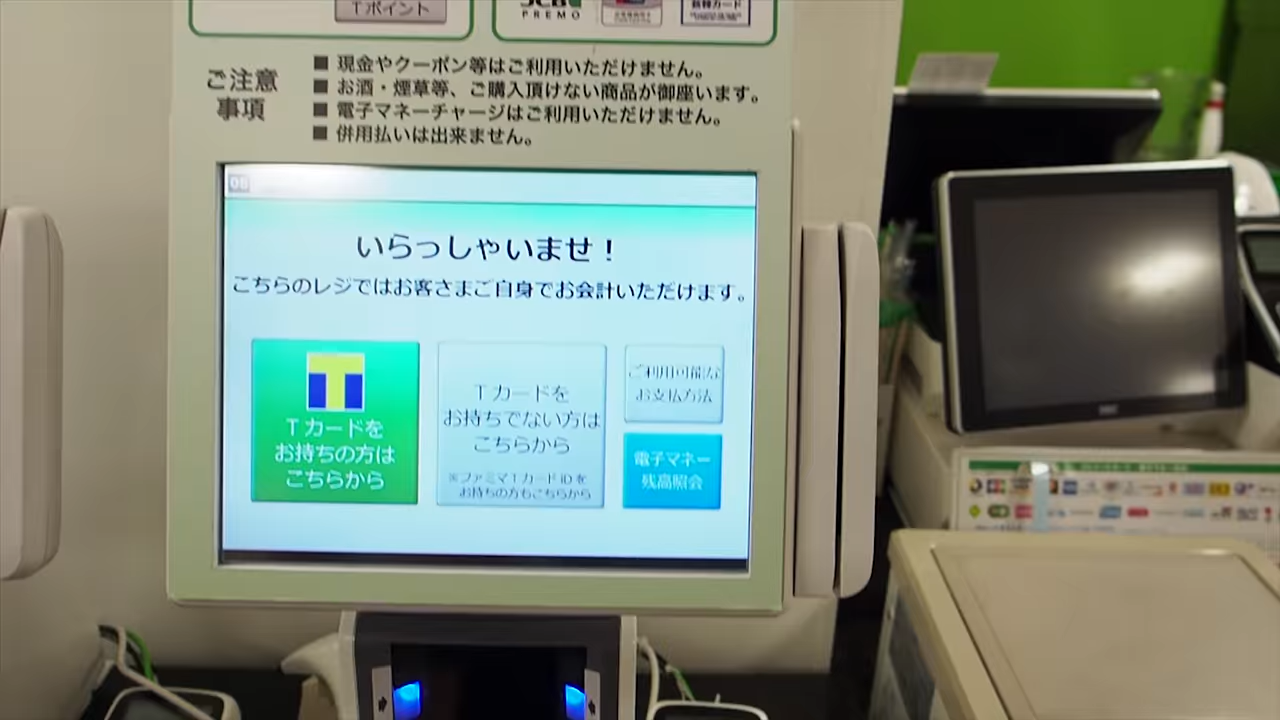 Tポイント
JCB
PREMO
ご注意
事項
■ 現金やクーポン等はご利用いただけません。
■ お酒・煙草等、ご購入頂けない商品が御座います。
■ 電子マネーチャージはご利用いただけません。
■ 併用払いは出来ません。
06
いらっしゃいませ！
こちらのレジではお客さまご自身でお会計いただけます。
T
Tカードを
お持ちの方は
こちらから
Tカードを
お持ちでない方は
こちらから
※ファミマTカードiDを
お持ちの方もこちらから
ご利用可能な
お支払方法
電子マネー
残高照会